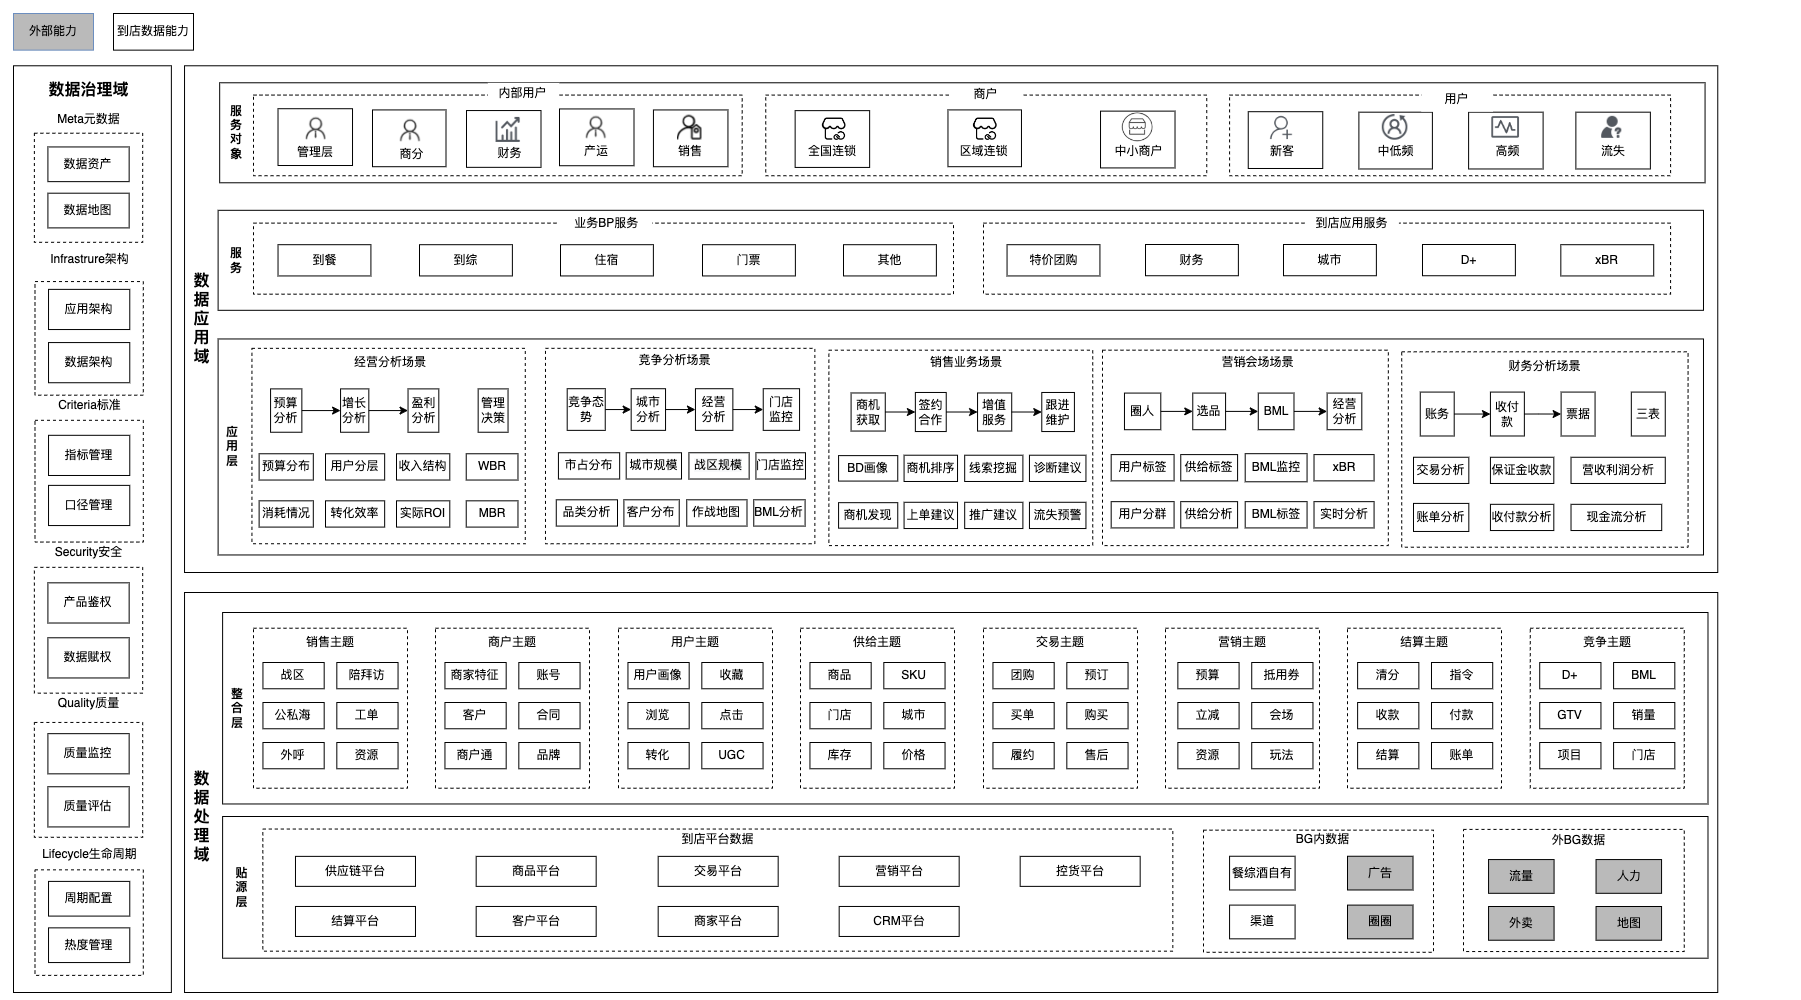 外部能力
到店数据能力
数据治理域
Meta元数据
数据资产
数据地图
Infrastrure架构
应用架构
数据架构
Criteria标准
指标管理
口径管理
Security安全
产品鉴权
数据赋权
Quality质量
质量监控
质量评估
Lifecycle生命周期
周期配置
热度管理
数据应用域
服务对象
内部用户
管理层
商分
财务
产运
销售
商户
全国连锁
区域连锁
中小商户
用户
新客
中低频
高频
流失
服务
业务BP服务
到餐
到综
住宿
门票
其他
到店应用服务
特价团购
财务
城市
D+
xBR
应用层
经营分析场景
预算
分析
增长
分析
盈利
分析
管理
决策
预算分布
用户分层
收入结构
WBR
消耗情况
转化效率
实际ROI
MBR
竞争分析场景
竞争态
势
城市
分析
经营
分析
门店
监控
市占分布
城市规模
战区规模
门店监控
品类分析
客户分布
作战地图
BML分析
销售业务场景
商机
获取
签约
合作
增值
服务
跟进
维护
BD画像
商机排序
线索挖掘
诊断建议
商机发现
上单建议
推广建议
流失预警
营销会场场景
圈人
选品
BML
经营
分析
用户标签
供给标签
BML监控
xBR
用户分群
供给分析
BML标签
实时分析
财务分析场景
账务
收付
款
票据
三表
交易分析
保证金收款
营收利润分析
账单分析
收付款分析
现金流分析
数据处理域
整合层
销售主题
战区
陪拜访
公私海
工单
外呼
资源
商户主题
商家特征
账号
客户
合同
商户通
品牌
用户主题
用户画像
收藏
浏览
点击
转化
UGC
供给主题
商品
SKU
门店
城市
库存
价格
交易主题
团购
预订
买单
购买
履约
售后
营销主题
预算
抵用券
立减
会场
资源
玩法
结算主题
清分
指令
收款
付款
结算
账单
竞争主题
D+
BML
GTV
销量
项目
门店
贴源层
到店平台数据
供应链平台
商品平台
交易平台
营销平台
控货平台
结算平台
客户平台
商家平台
CRM平台
BG内数据
餐综酒自有
广告
渠道
圈圈
外BG数据
流量
人力
外卖
地图